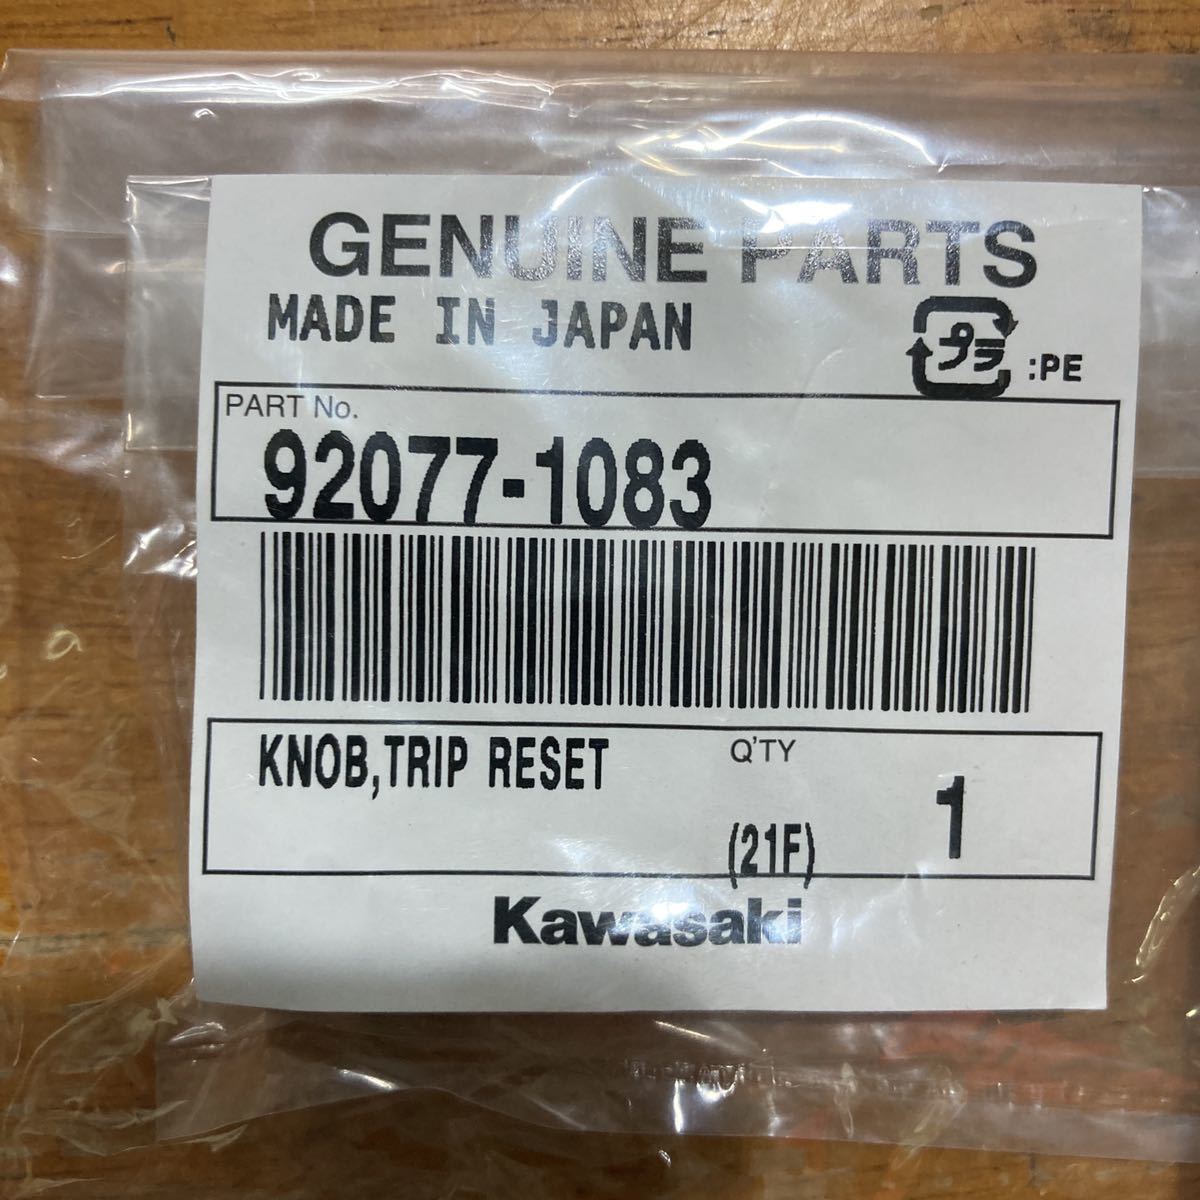 GENUINE PARTS
MADE IN JAPAN
プラ :PE
PART No.
92077-1083
KNOB,TRIP RESET
Q'TY
1
(21F)
Kawasaki